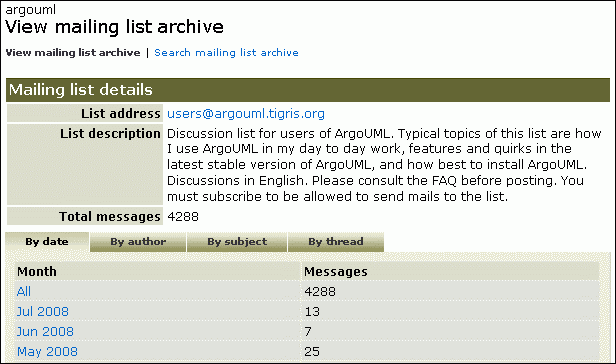 argouml
View mailing list archive
View mailing list archive | Search mailing list archive
Mailing list details
List address users@argouml.tigris.org
List description Discussion list for users of ArgoUML. Typical topics of this list are how
I use ArgoUML in my day to day work, features and quirks in the
latest stable version of ArgoUML, and how best to install ArgoUML.
Discussions in English. Please consult the FAQ before posting. You
must subscribe to be allowed to send mails to the list.
Total messages 4288
By date By author By subject By thread
Month Messages
All 4288
Jul 2008 13
Jun 2008 7
May 2008 25